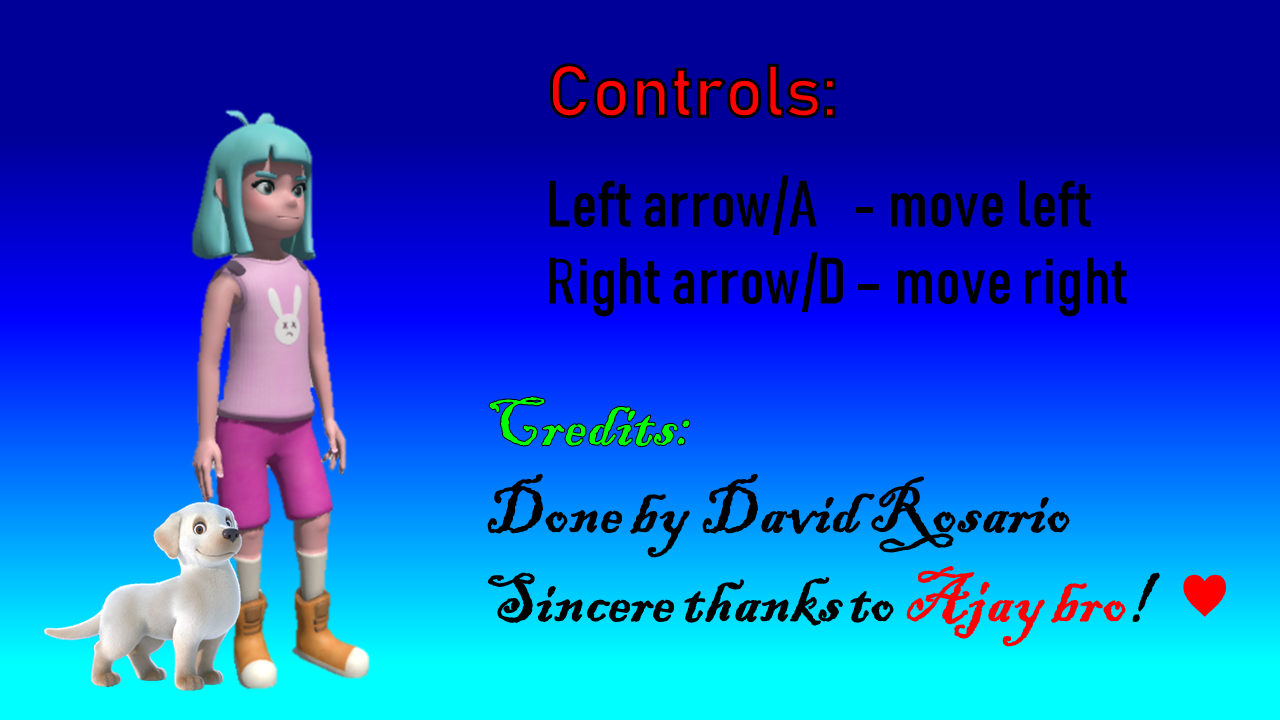 Controls:
Left arrow/A - move left
Right arrow/D - move right
Credits:
Done by David Rosario
Sincere thanks to Ajay bro! ♥